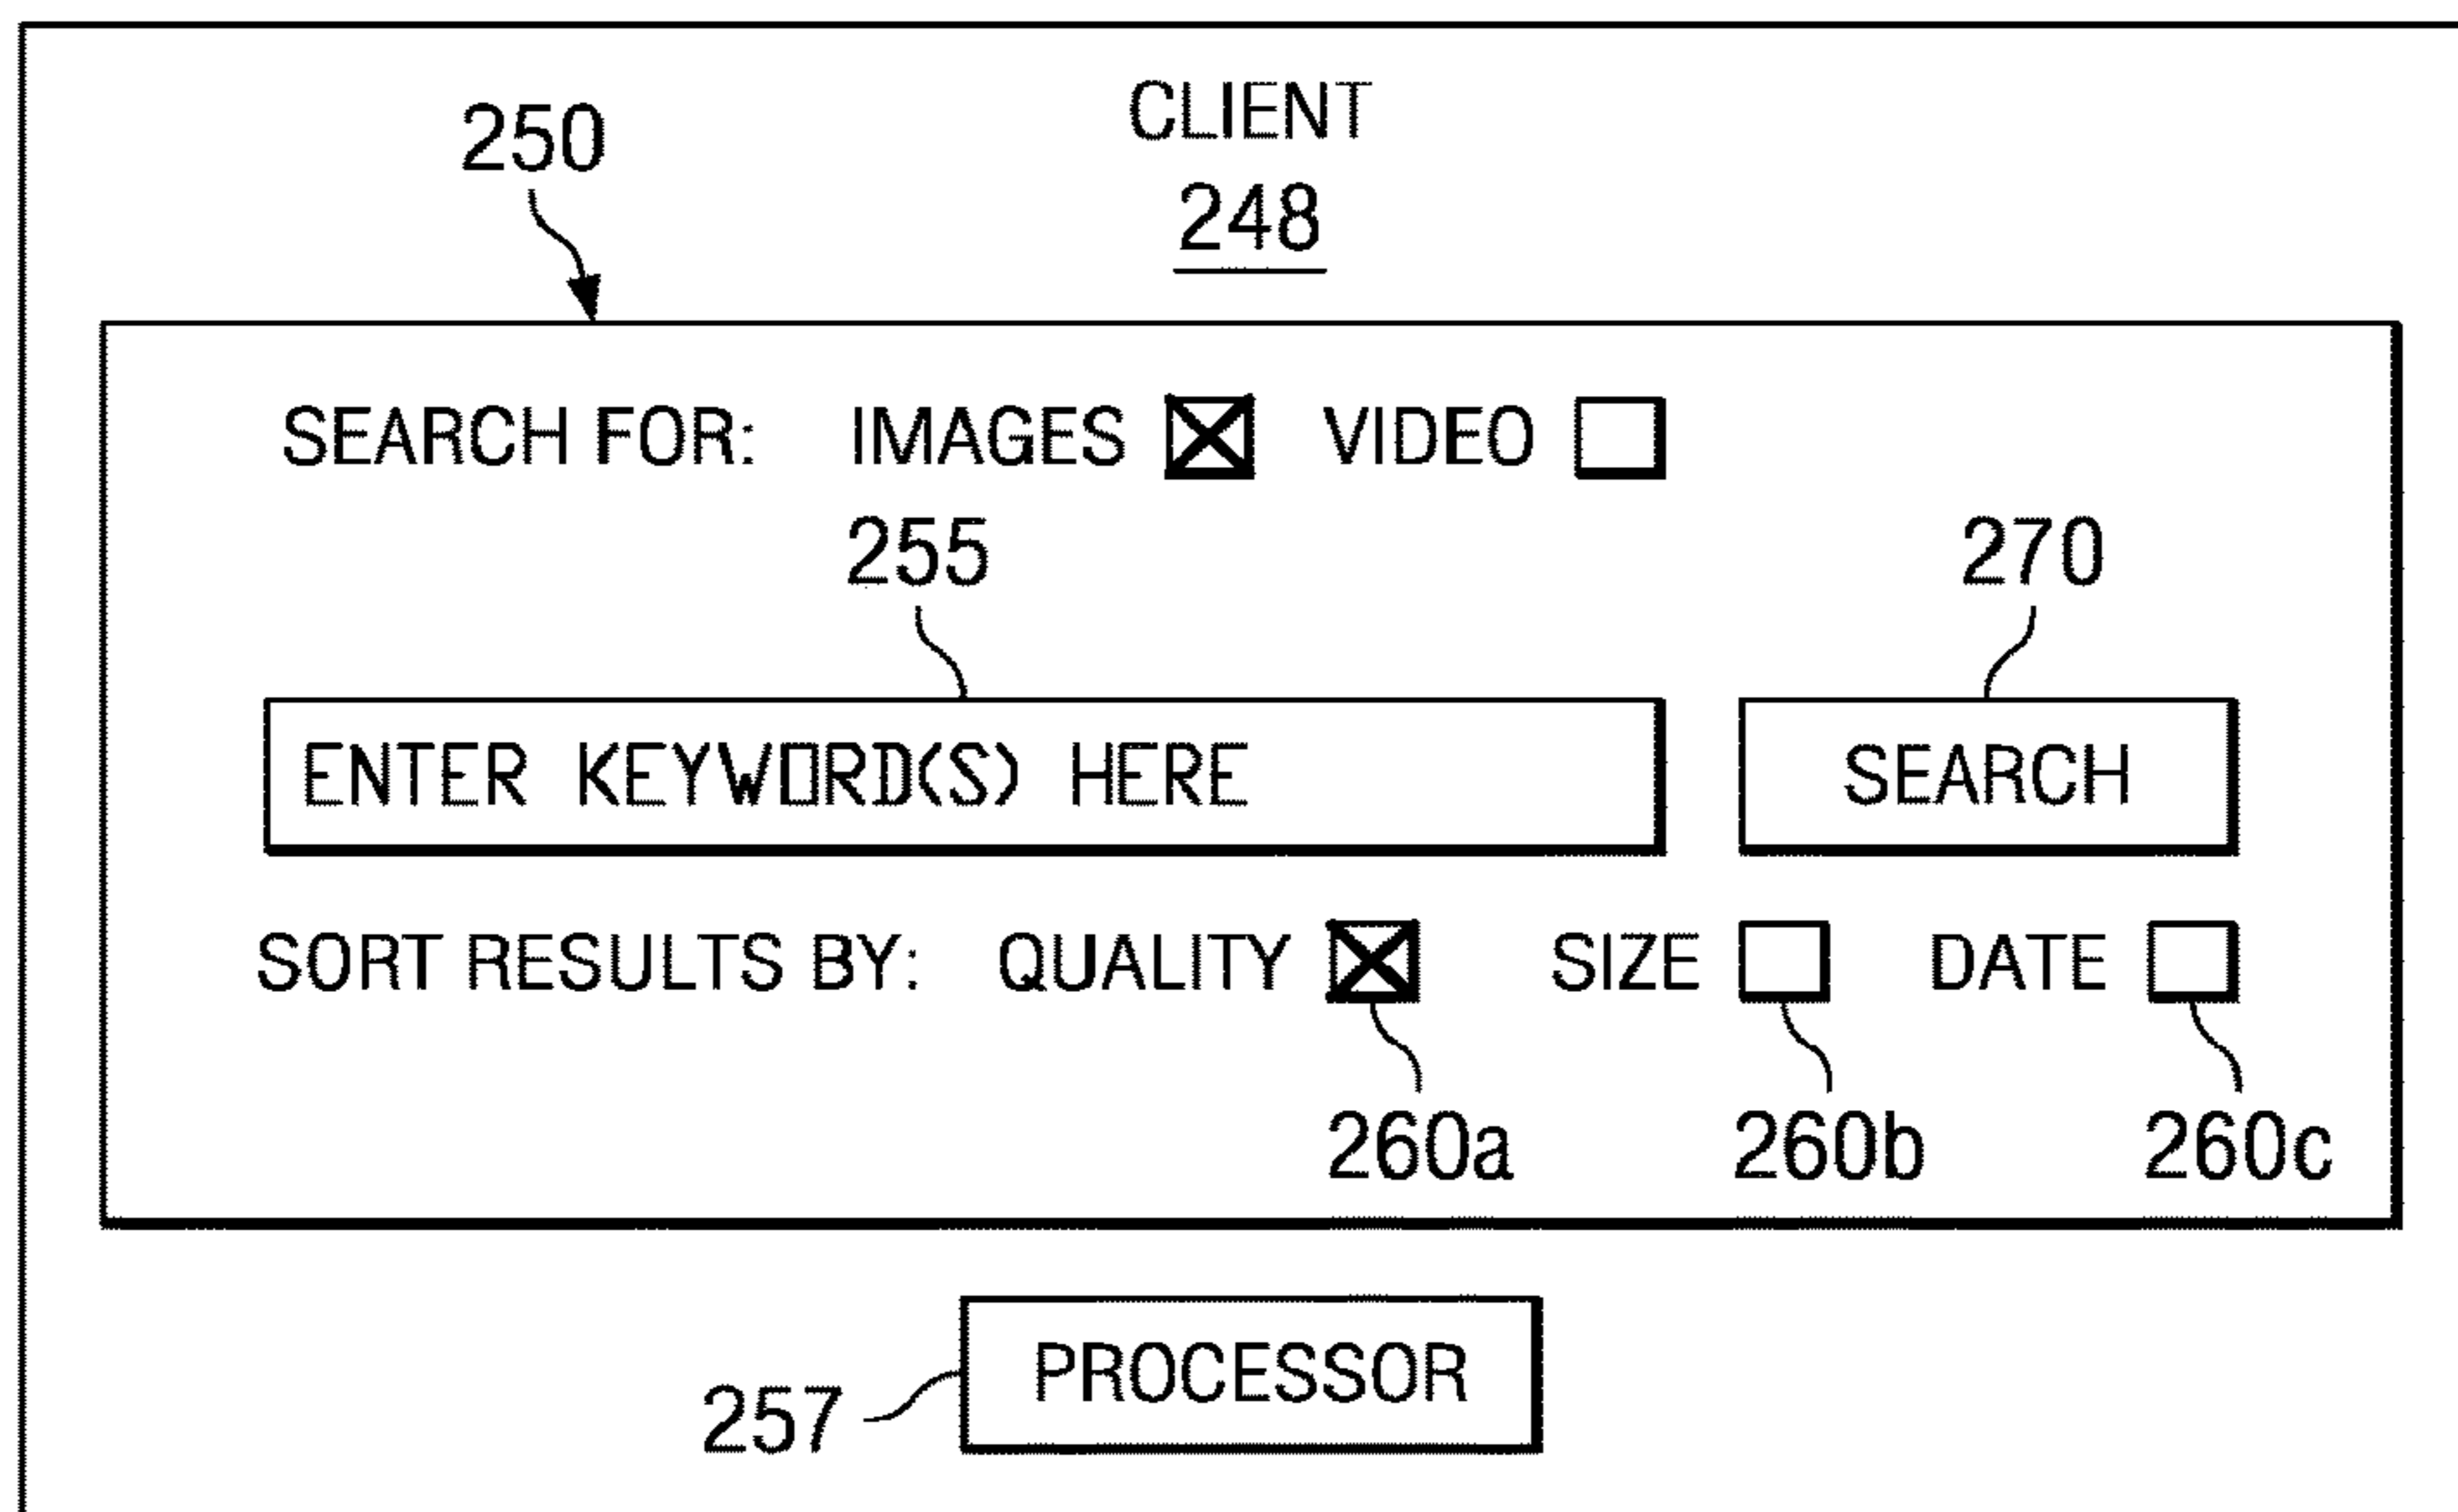 CLIENT
250
248
SEARCH FOR: IMAGES VIDEO
255
270
ENTER KEYWORD(S) HERE
SEARCH
SORT RESULTS BY: QUALITY SIZE DATE
260a
260b
260c
PROCESSOR
257